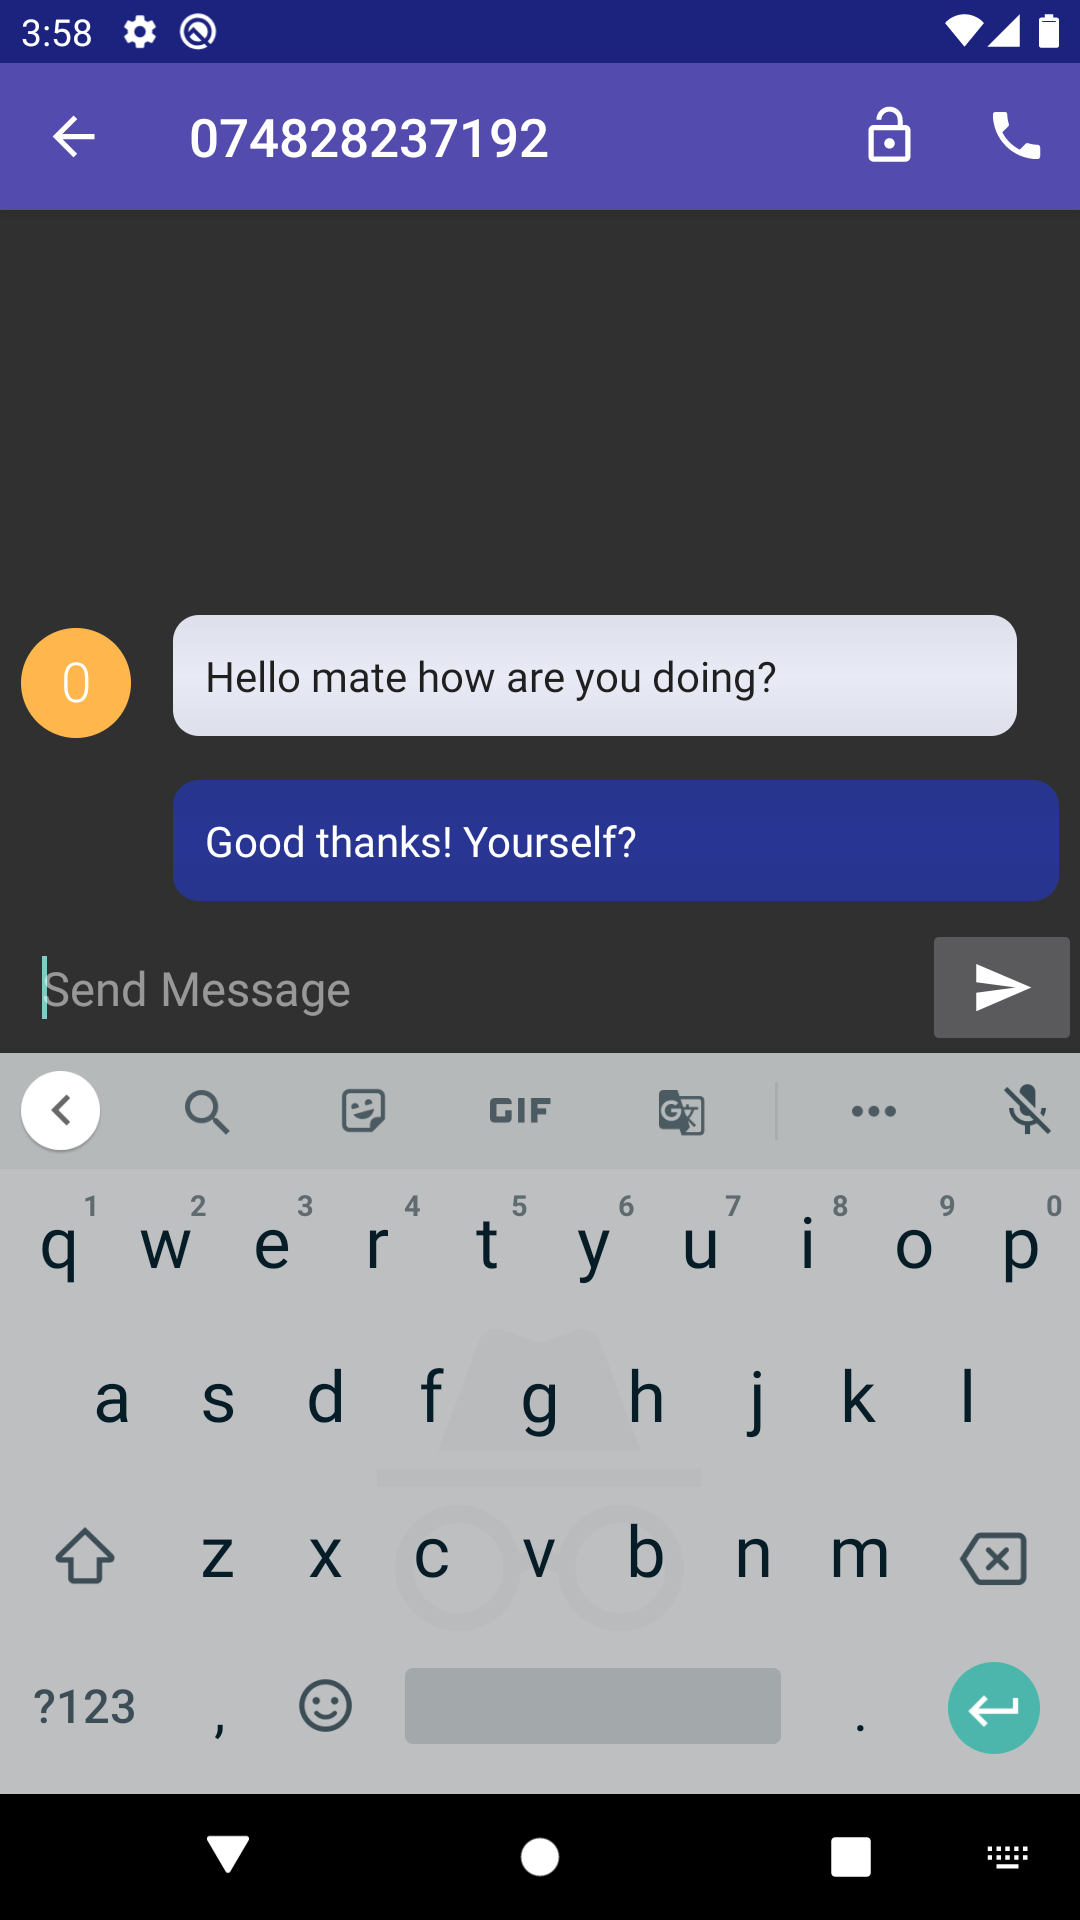 3:58
074828237192
0
Hello mate how are you doing?
Good thanks! Yourself?
Send Message
GIF
G 文
1 2 3 4 5 6 7 8 9 0
q w e r t y u i o p
a s d f g h j k l
z x c v b n m
?123 , .